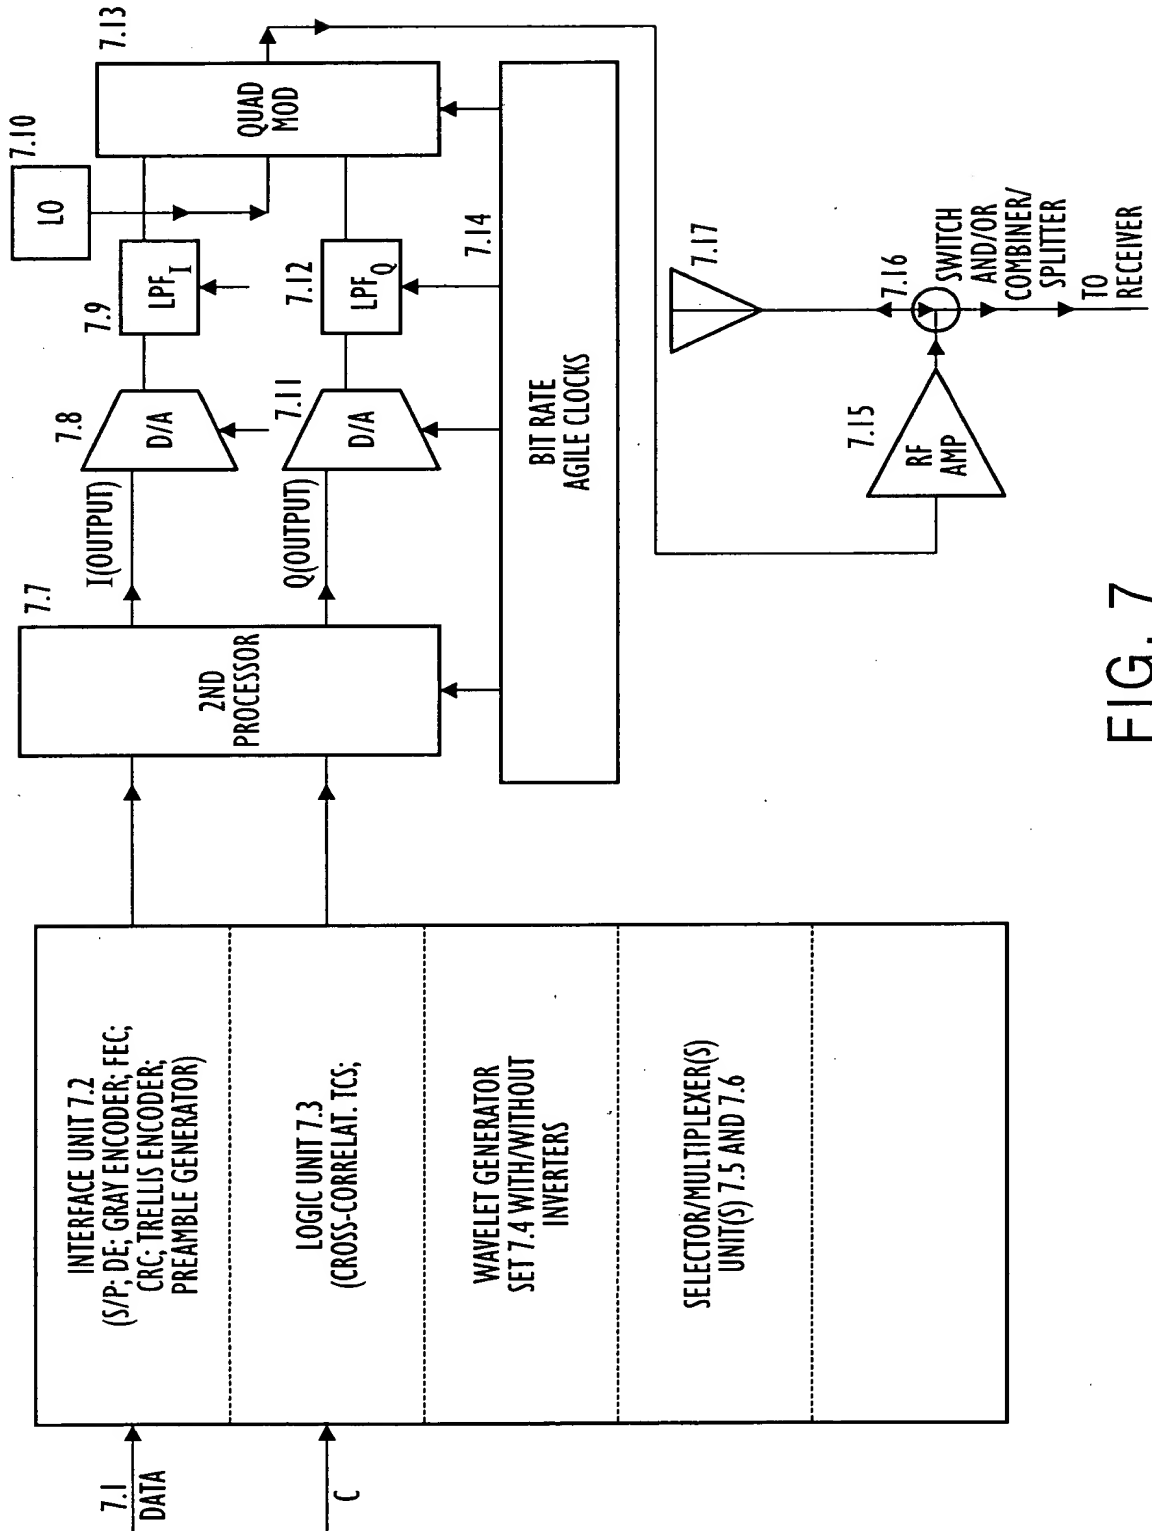 7.1
DATA
C
INTERFACE UNIT 7.2
(S/P; DE; GRAY ENCODER; FEC;
CRC; TRELLIS ENCODER;
PREAMBLE GENERATOR)
LOGIC UNIT 7.3
(CROSS-CORRELAT. TCS;
WAVELET GENERATOR
SET 7.4 WITH/WITHOUT
INVERTERS
SELECTOR/MULTIPLEXER(S)
UNIT(S) 7.5 AND 7.6
7.7
2ND
PROCESSOR
I(OUTPUT)
Q(OUTPUT)
7.8
D/A
7.11
D/A
7.9
LPF I
7.12
LPF Q
7.10
LO
7.13
QUAD
MOD
7.14
BIT RATE
AGILE CLOCKS
7.15
RF
AMP
7.17
7.16
SWITCH
AND/OR
COMBINER/
SPLITTER
TO
RECEIVER
FIG. 7